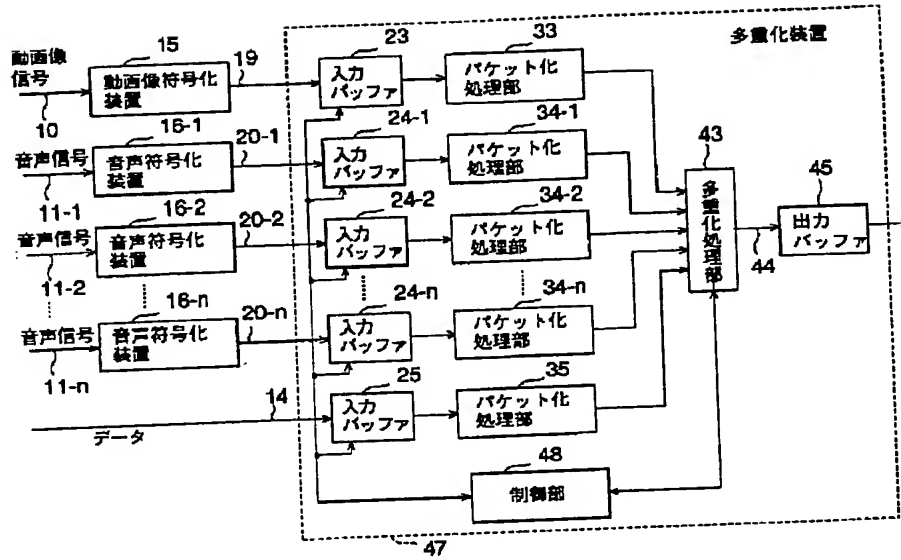 多重化装置
動画像
信号
10
15
動画像符号化
装置
19
23
入力
バッファ
33
パケット化
処理部
音声信号
11-1
16-1
音声符号化
装置
20-1
24-1
入力
バッファ
34-1
パケット化
処理部
音声信号
11-2
16-2
音声符号化
装置
20-2
24-2
入力
バッファ
34-2
パケット化
処理部
音声信号
11-n
16-n
音声符号化
装置
20-n
24-n
入力
バッファ
34-n
パケット化
処理部
データ
14
25
入力
バッファ
35
パケット化
処理部
43
多重化処理部
44
45
出力
バッファ
48
制御部
47